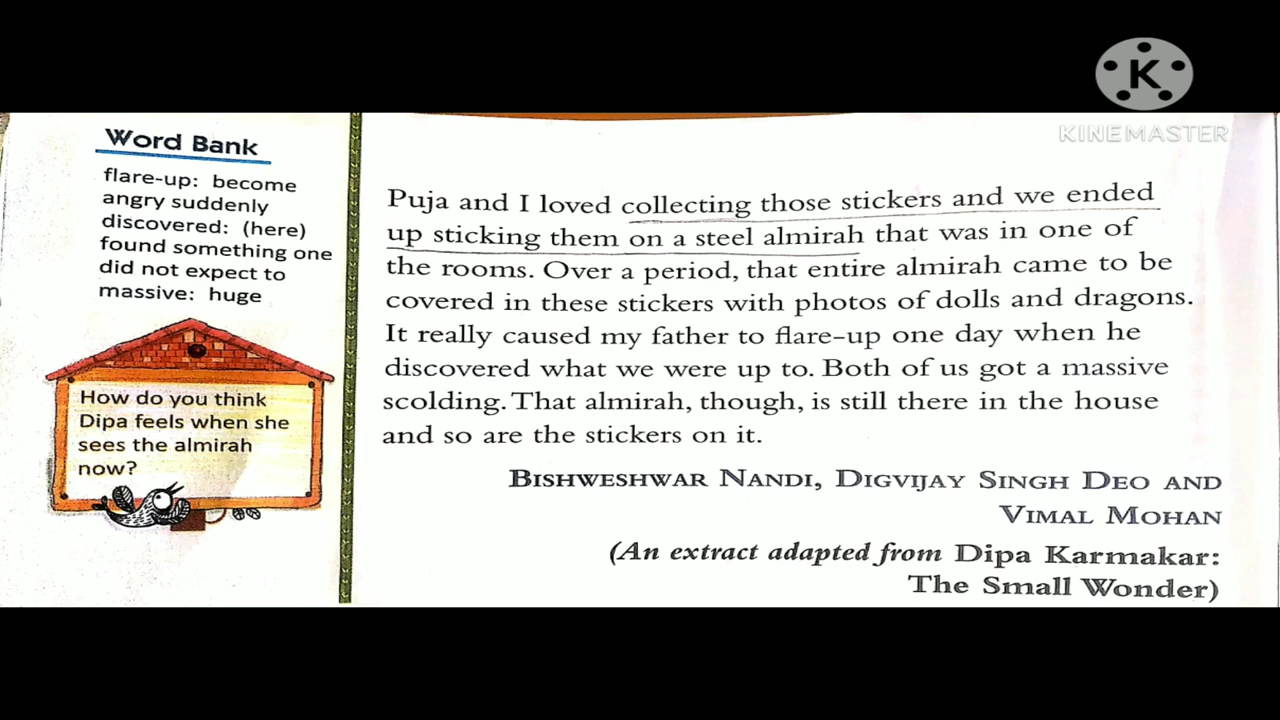 K
KINEMASTER
Word Bank
flare-up: become
angry suddenly
discovered: (here)
found something one
did not expect to
massive: huge
How do you think
Dipa feels when she
sees the almirah
now?
Puja and I loved collecting those stickers and we ended
up sticking them on a steel almirah that was in one of
the rooms. Over a period, that entire almirah came to be
covered in these stickers with photos of dolls and dragons.
It really caused my father to flare-up one day when he
discovered what we were up to. Both of us got a massive
scolding. That almirah, though, is still there in the house
and so are the stickers on it.
BISHWESHWAR NANDI, DIGVIJAY SINGH DEO AND
VIMAL MOHAN
(An extract adapted from Dipa Karmakar:
The Small Wonder)